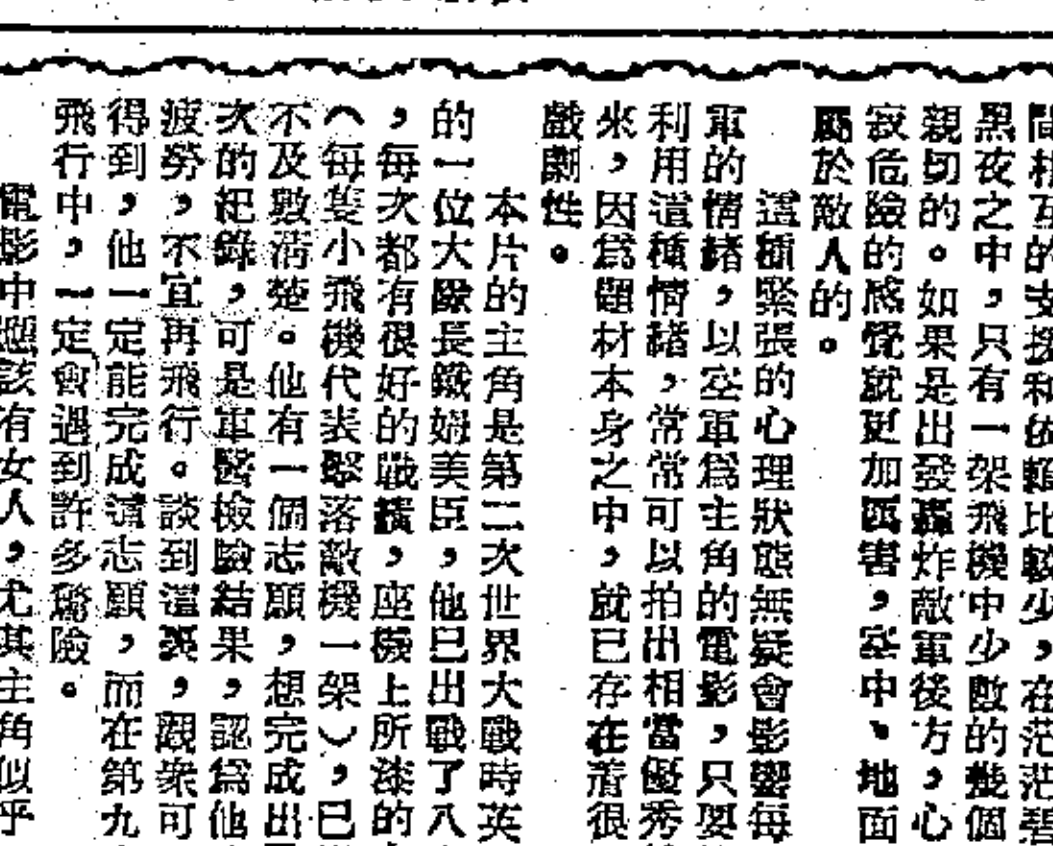 間相互的支援和依賴比較少,在茫茫碧
黑夜之中,只有一架飛機中少數的幾個
親切的。如果是出發轟炸敵軍後方,心
寂危險的感覺就更加厲害,空中、地面
屬於敵人的。
這種緊張的心理狀態無疑會影響每
軍的情緒,以空軍爲主角的電影,只要
利用這種情緒,常常可以拍出相當優秀
來,因爲題材本身之中,就已存在着很
戲劇性。
本片的主角是第二次世界大戰時英
的一位大隊長鐵姆美臣,他已出戰了八
,每次都有很好的戰績,座機上所漆的
(每隻小飛機代表擊落敵機一架),已
不及數清楚。他有一個志願,想完成出
次的紀錄,可是軍醫檢驗結果,認爲他
疲勞,不宜再飛行。談到這裏,觀衆可
得到,他一定能完成這志願,而在第九
飛行中,一定會遇到許多驚險。
電影中應該有女人,尤其主角似乎